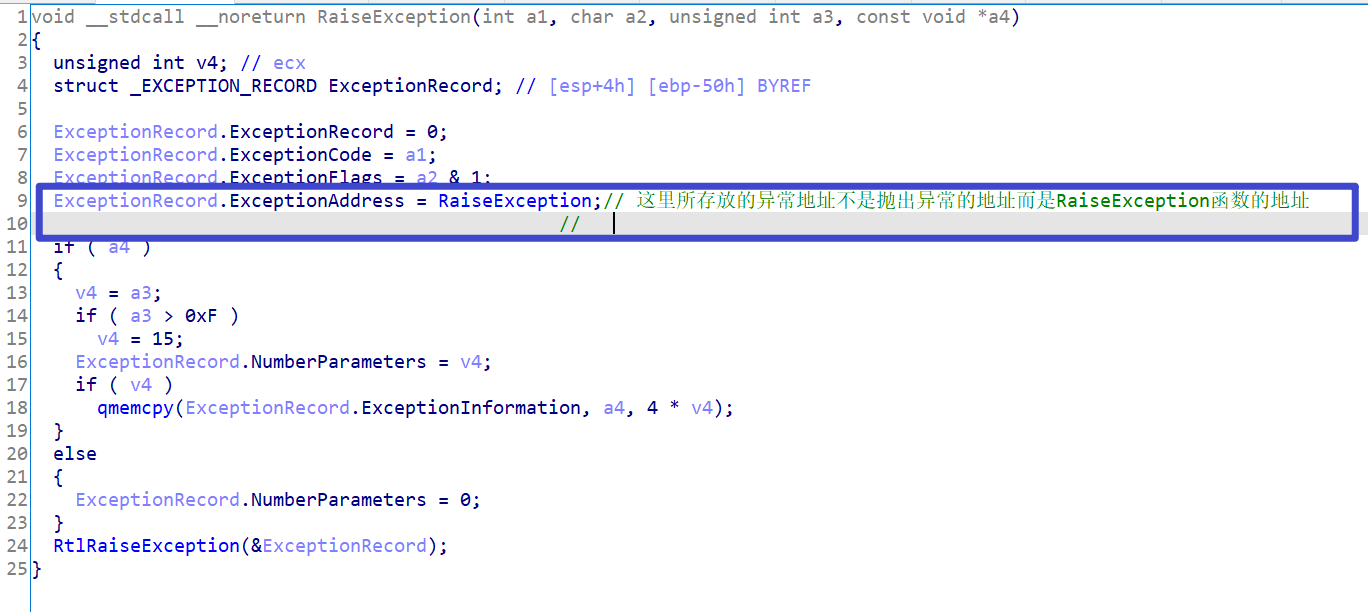 1 void __stdcall __noreturn RaiseException(int a1, char a2, unsigned int a3, const void *a4)
2 {
3 unsigned int v4; // ecx
4 struct _EXCEPTION_RECORD ExceptionRecord; // [esp+4h] [ebp-50h] BYREF
5
6 ExceptionRecord.ExceptionRecord = 0;
7 ExceptionRecord.ExceptionCode = a1;
8 ExceptionRecord.ExceptionFlags = a2 & 1;
9 ExceptionRecord.ExceptionAddress = RaiseException;// 这里所存放的异常地址不是抛出异常的地址而是RaiseException函数的地址
10 //
11 if ( a4 )
12 {
13 v4 = a3;
14 if ( a3 > 0xF )
15 v4 = 15;
16 ExceptionRecord.NumberParameters = v4;
17 if ( v4 )
18 qmemcpy(ExceptionRecord.ExceptionInformation, a4, 4 * v4);
19 }
20 else
21 {
22 ExceptionRecord.NumberParameters = 0;
23 }
24 RtlRaiseException(&ExceptionRecord);
25 }